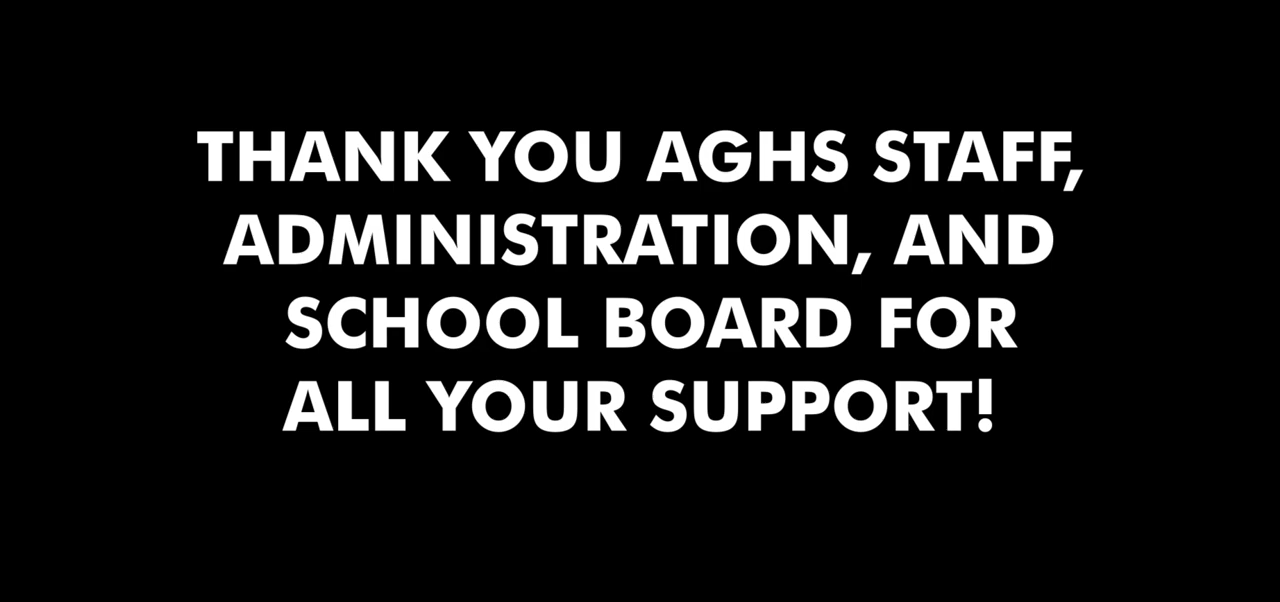 THANK YOU AGHS STAFF,
ADMINISTRATION, AND
SCHOOL BOARD FOR
ALL YOUR SUPPORT!